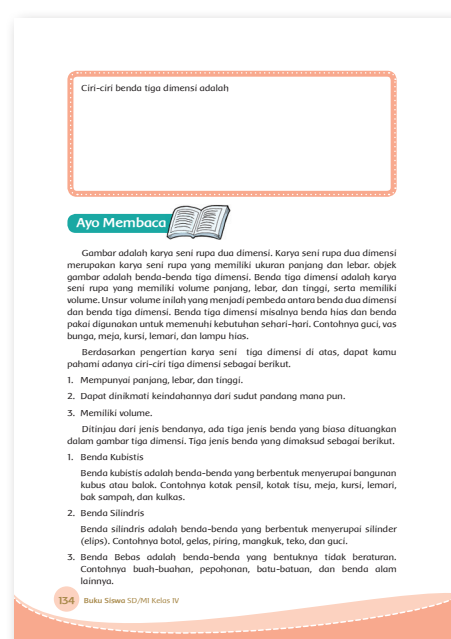 Ciri-ciri benda tiga dimensi adalah
Ayo Membaca
Gambar adalah karya seni rupa dua dimensi. Karya seni rupa dua dimensi
merupakan karya seni rupa yang memiliki ukuran panjang dan lebar. objek
gambar adalah benda-benda tiga dimensi. Benda tiga dimensi adalah karya
seni rupa yang memiliki volume panjang, lebar, dan tinggi, serta memiliki
volume. Unsur volume inilah yang menjadi pembeda antara benda dua dimensi
dan benda tiga dimensi. Benda tiga dimensi misalnya benda hias dan benda
pakai digunakan untuk memenuhi kebutuhan sehari-hari. Contohnya guci, vas
bunga, meja, kursi, lemari, dan lampu hias.
Berdasarkan pengertian karya seni tiga dimensi di atas, dapat kamu
pahami adanya ciri-ciri tiga dimensi sebagai berikut.
1. Mempunyai panjang, lebar, dan tinggi.
2. Dapat dinikmati keindahannya dari sudut pandang mana pun.
3. Memiliki volume.
Ditinjau dari jenis bendanya, ada tiga jenis benda yang biasa dituangkan
dalam gambar tiga dimensi. Tiga jenis benda yang dimaksud sebagai berikut.
1. Benda Kubistis
Benda kubistis adalah benda-benda yang berbentuk menyerupai bangunan
kubus atau balok. Contohnya kotak pensil, kotak tisu, meja, kursi, lemari,
bak sampah, dan kulkas.
2. Benda Silindris
Benda silindris adalah benda-benda yang berbentuk menyerupai silinder
(elips). Contohnya botol, gelas, piring, mangkuk, teko, dan guci.
3. Benda Bebas adalah benda-benda yang bentuknya tidak beraturan.
Contohnya buah-buahan, pepohonan, batu-batuan, dan benda alam
lainnya.
134 Buku Siswa SD/MI Kelas IV